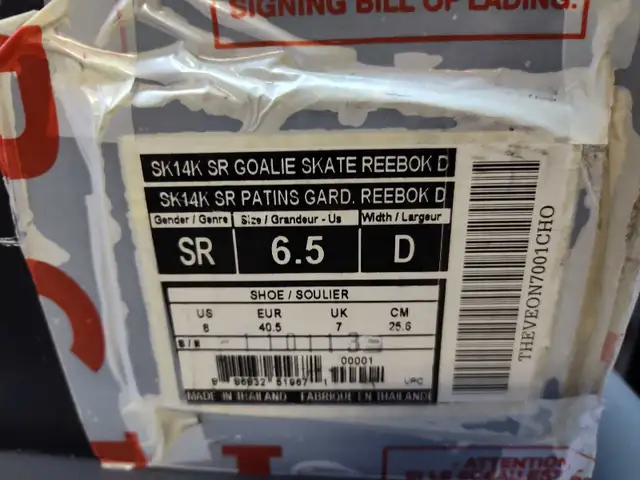 SIGNING BILL OF LADING.
SK14K SR GOALIE SKATE REEBOK D
SK14K SR PATINS GARD. REEBOK D
Gender / Genre Size / Grandeur - Us Width / Largeur
SR 6.5 D
SHOE / SOULIER
US EUR UK CM
8 40.5 7 25.6
00001
UPC
MADE IN THAILAND FABRIQUE EN THAILANDE
THEVEON7001CHO
ATTENTION